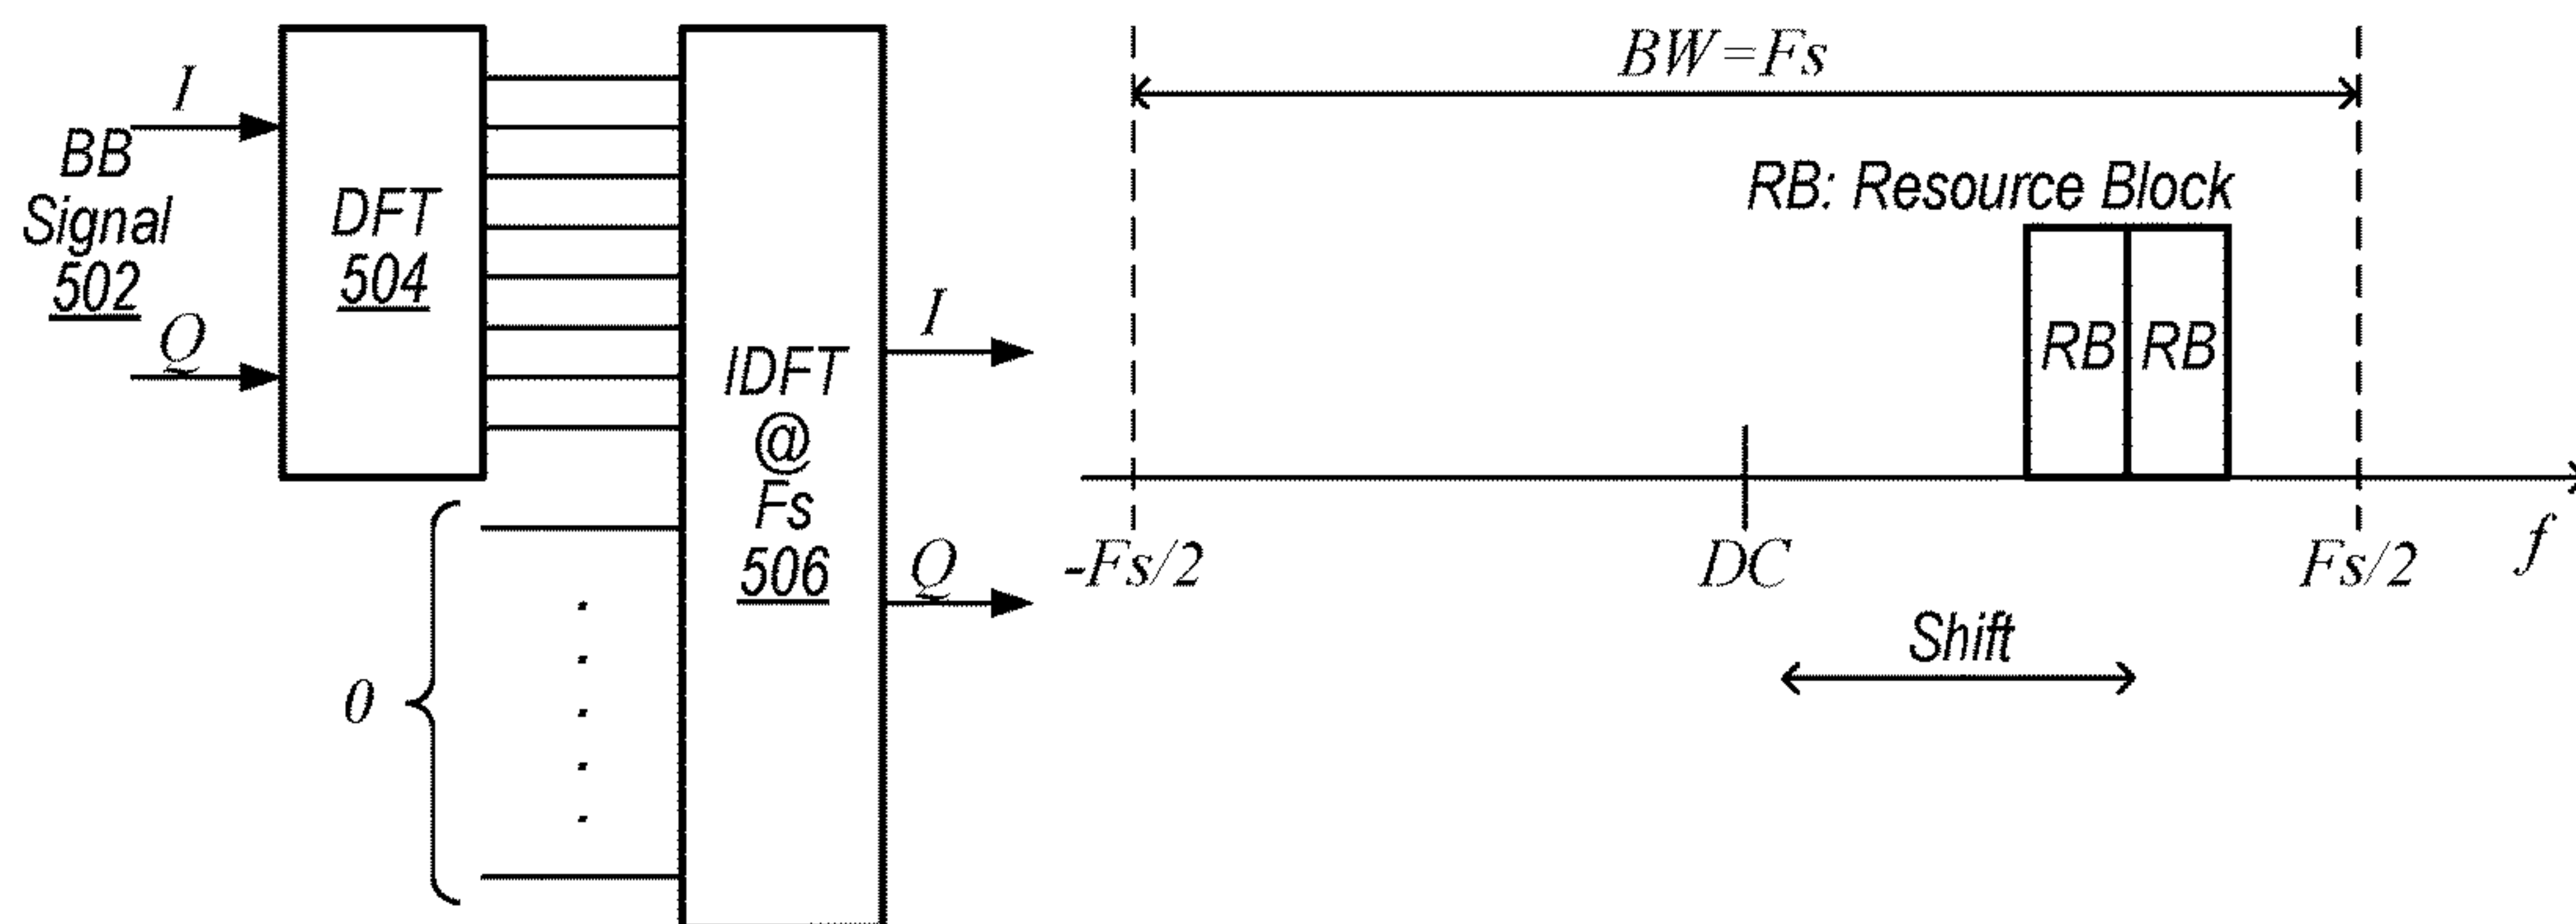 I
BB
Signal
502
Q
DFT
504
0
IDFT
@
Fs
506
I
Q
BW=Fs
RB: Resource Block
RB RB
-Fs/2
DC
Fs/2
f
Shift